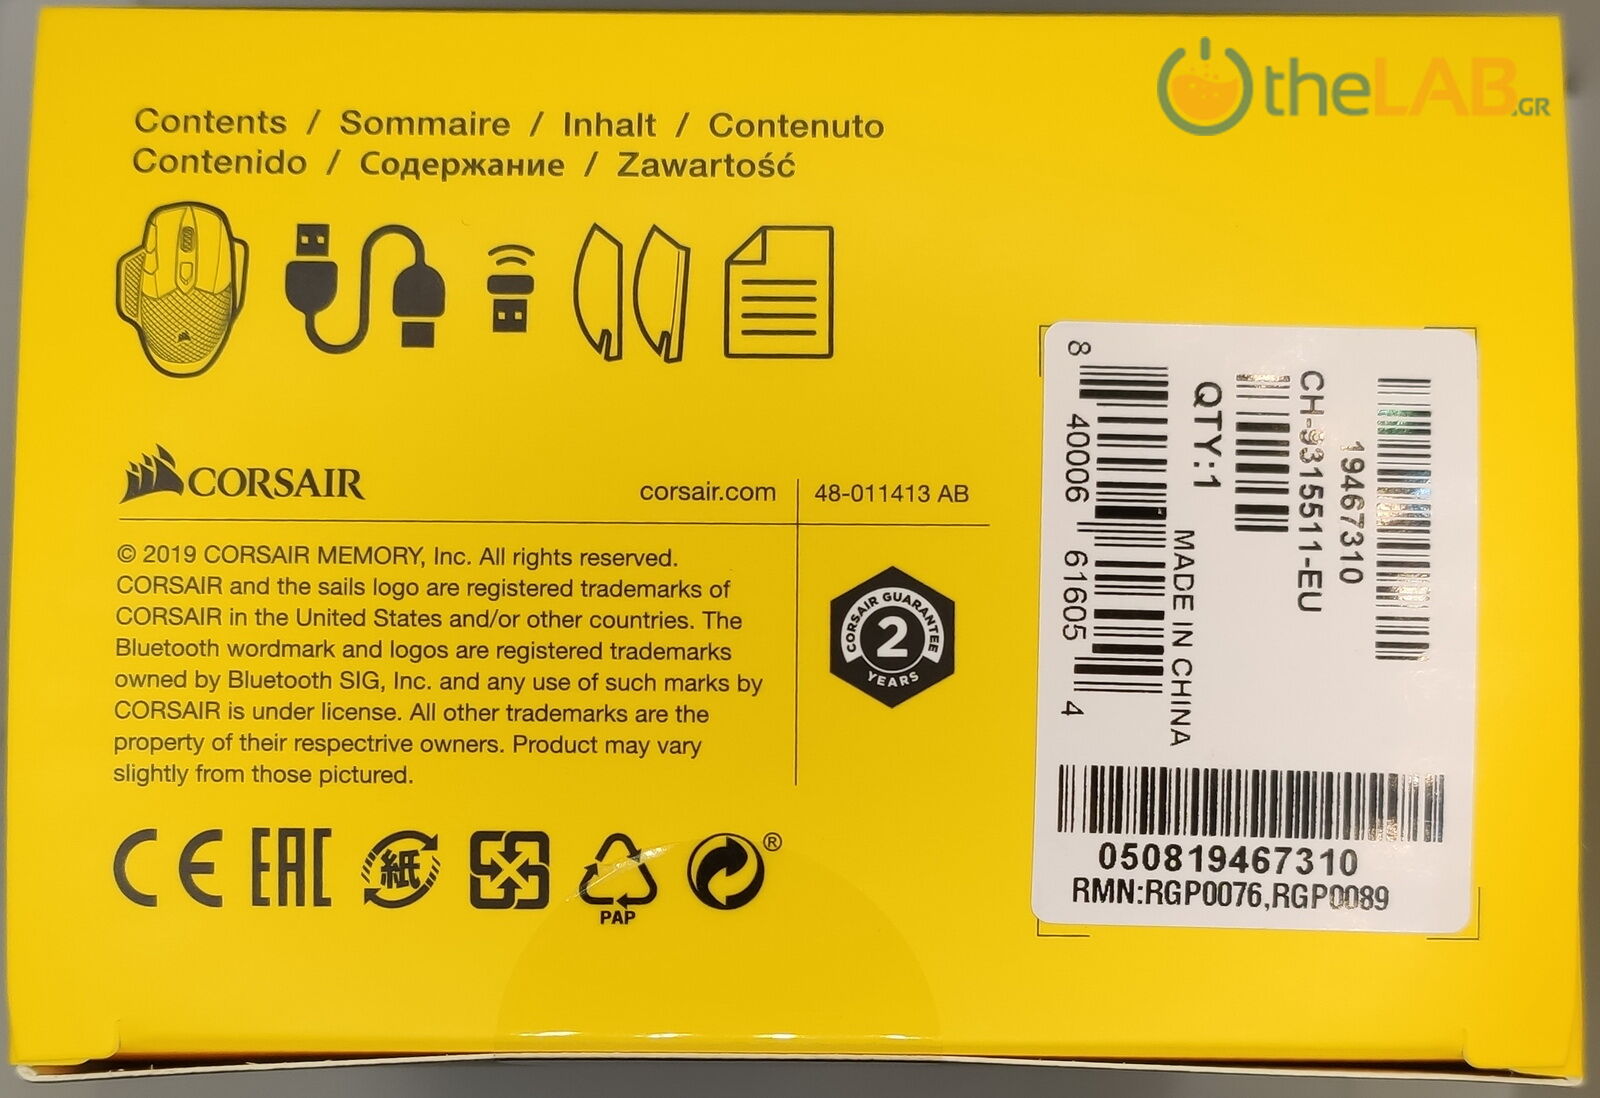 theLAB.GR
Contents / Sommaire / Inhalt / Contenuto
Contenido / Содержание / Zawartość
CORSAIR
corsair.com
48-011413 AB
© 2019 CORSAIR MEMORY, Inc. All rights reserved.
CORSAIR and the sails logo are registered trademarks of
CORSAIR in the United States and/or other countries. The
Bluetooth wordmark and logos are registered trademarks
owned by Bluetooth SIG, Inc. and any use of such marks by
CORSAIR is under license. All other trademarks are the
property of their respectrive owners. Product may vary
slightly from those pictured.
CORSAIR GUARANTEE
2
YEARS
CE EAC 紙 PAP ®
19467310
CH-9315511-EU
QTY:1
MADE IN CHINA
8 40006 61605 4
050819467310
RMN:RGP0076,RGP0089